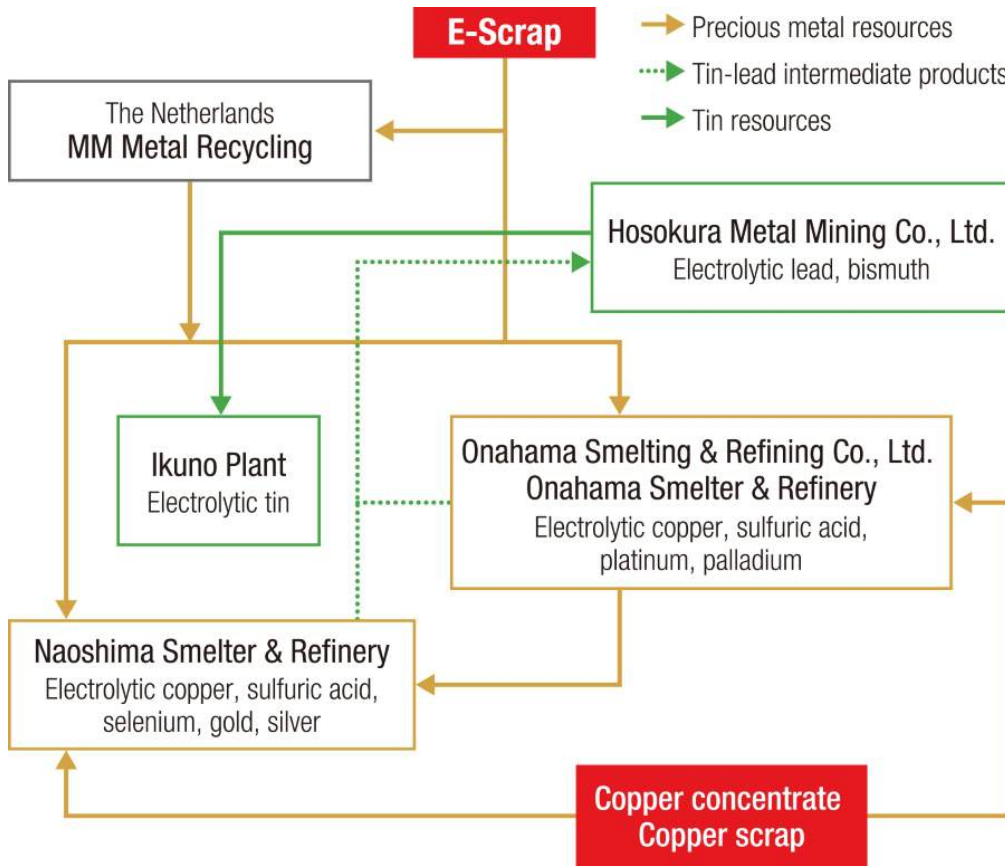 E-Scrap
Precious metal resources
Tin-lead intermediate products
Tin resources
The Netherlands
MM Metal Recycling
Hosokura Metal Mining Co., Ltd.
Electrolytic lead, bismuth
Ikuno Plant
Electrolytic tin
Onahama Smelting & Refining Co., Ltd.
Onahama Smelter & Refinery
Electrolytic copper, sulfuric acid,
platinum, palladium
Naoshima Smelter & Refinery
Electrolytic copper, sulfuric acid,
selenium, gold, silver
Copper concentrate
Copper scrap